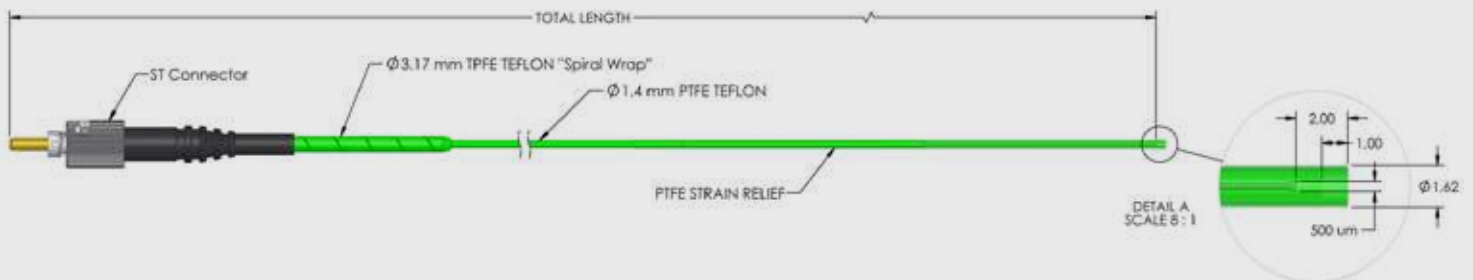 TOTAL LENGTH
ST Connector
Ø3.17 mm TPFE TEFLON "Spiral Wrap"
Ø1.4 mm PTFE TEFLON
PTFE STRAIN RELIEF
2.00
1.00
Ø1.62
500 um
DETAIL A
SCALE 8 : 1